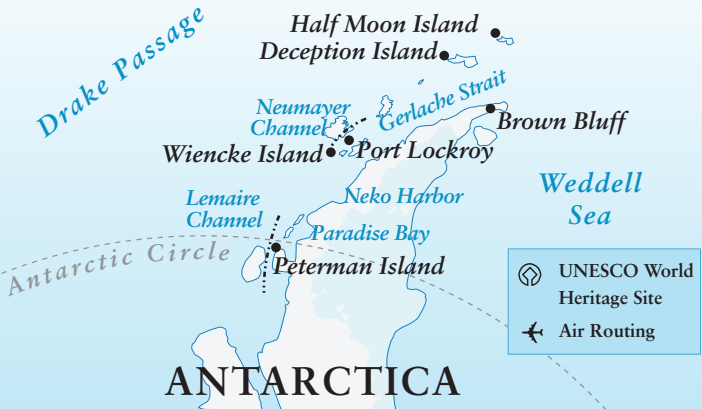 Half Moon Island
Drake Passage
Deception Island
Neumayer
Channel
Gerlache Strait
Brown Bluff
Wiencke Island
Port Lockroy
Weddell
Sea
Lemaire
Channel
Neko Harbor
Paradise Bay
Antarctic Circle
Peterman Island
UNESCO World
Heritage Site
Air Routing
ANTARCTICA